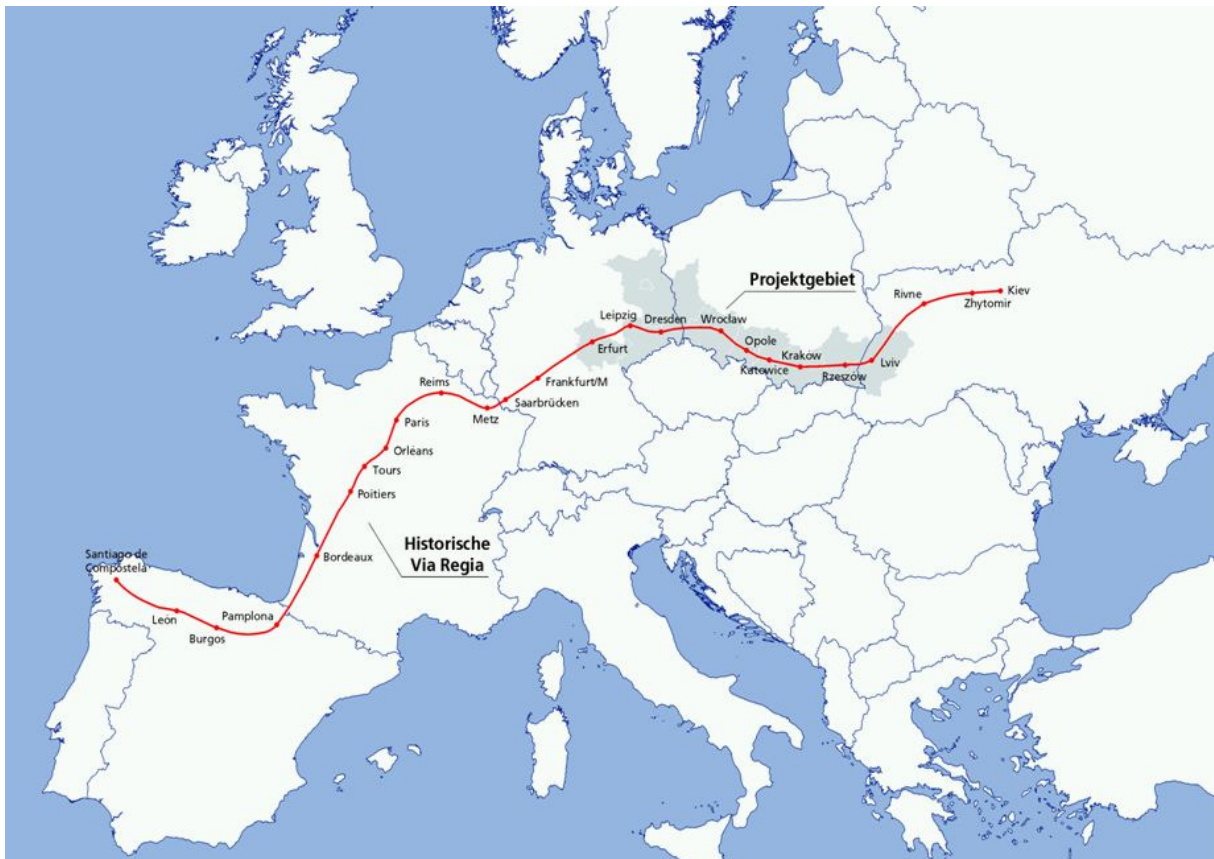 Projektgebiet
Rivne
Kiev
Zhytomir
Leipzig
Dresden
Wrocław
Erfurt
Opole
Kraków
Katowice
Rzeszów
Lviv
Frankfurt/M
Reims
Saarbrücken
Metz
Paris
Orléans
Tours
Poitiers
Historische
Via Regia
Bordeaux
Santiago de
Compostela
León
Pamplona
Burgos